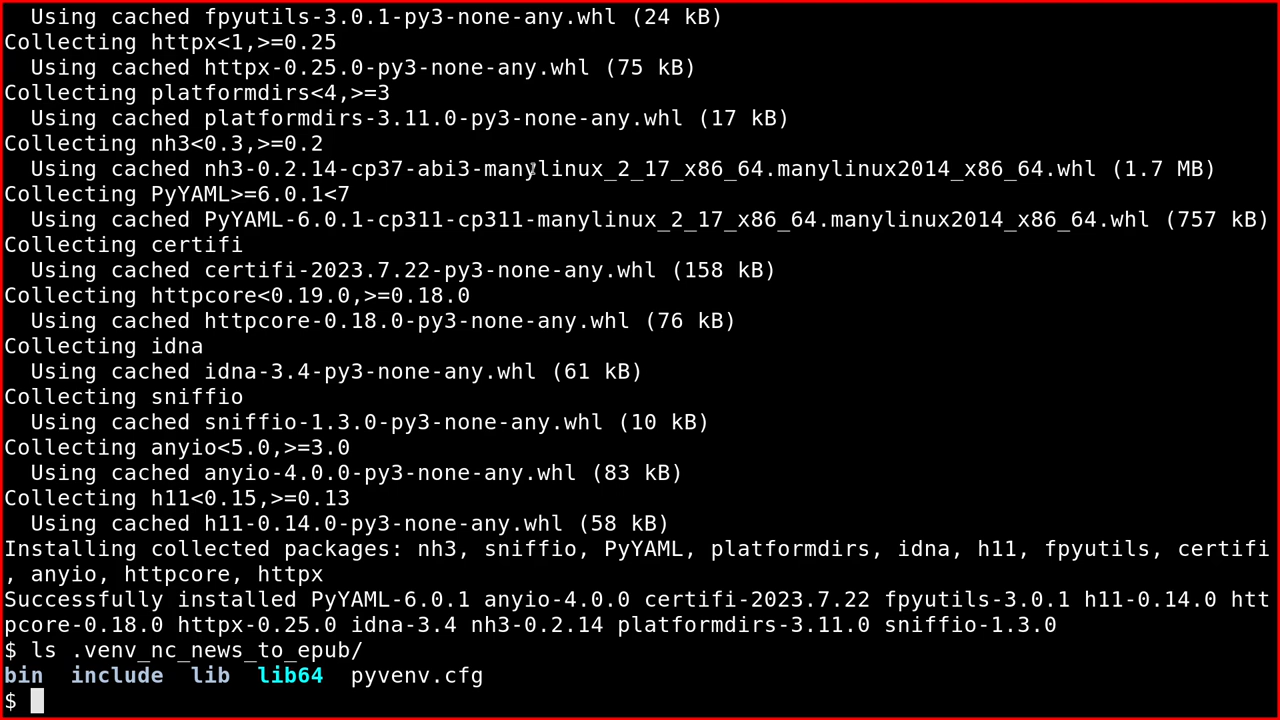 Using cached fpyutils-3.0.1-py3-none-any.whl (24 kB)
Collecting httpx<1,>=0.25
  Using cached httpx-0.25.0-py3-none-any.whl (75 kB)
Collecting platformdirs<4,>=3
  Using cached platformdirs-3.11.0-py3-none-any.whl (17 kB)
Collecting nh3<0.3,>=0.2
  Using cached nh3-0.2.14-cp37-abi3-manylinux_2_17_x86_64.manylinux2014_x86_64.whl (1.7 MB)
Collecting PyYAML>=6.0.1<7
  Using cached PyYAML-6.0.1-cp311-cp311-manylinux_2_17_x86_64.manylinux2014_x86_64.whl (757 kB)
Collecting certifi
  Using cached certifi-2023.7.22-py3-none-any.whl (158 kB)
Collecting httpcore<0.19.0,>=0.18.0
  Using cached httpcore-0.18.0-py3-none-any.whl (76 kB)
Collecting idna
  Using cached idna-3.4-py3-none-any.whl (61 kB)
Collecting sniffio
  Using cached sniffio-1.3.0-py3-none-any.whl (10 kB)
Collecting anyio<5.0,>=3.0
  Using cached anyio-4.0.0-py3-none-any.whl (83 kB)
Collecting h11<0.15,>=0.13
  Using cached h11-0.14.0-py3-none-any.whl (58 kB)
Installing collected packages: nh3, sniffio, PyYAML, platformdirs, idna, h11, fpyutils, certifi
, anyio, httpcore, httpx
Successfully installed PyYAML-6.0.1 anyio-4.0.0 certifi-2023.7.22 fpyutils-3.0.1 h11-0.14.0 htt
pcore-0.18.0 httpx-0.25.0 idna-3.4 nh3-0.2.14 platformdirs-3.11.0 sniffio-1.3.0
$ ls .venv_nc_news_to_epub/
bin  include  lib  lib64  pyvenv.cfg
$